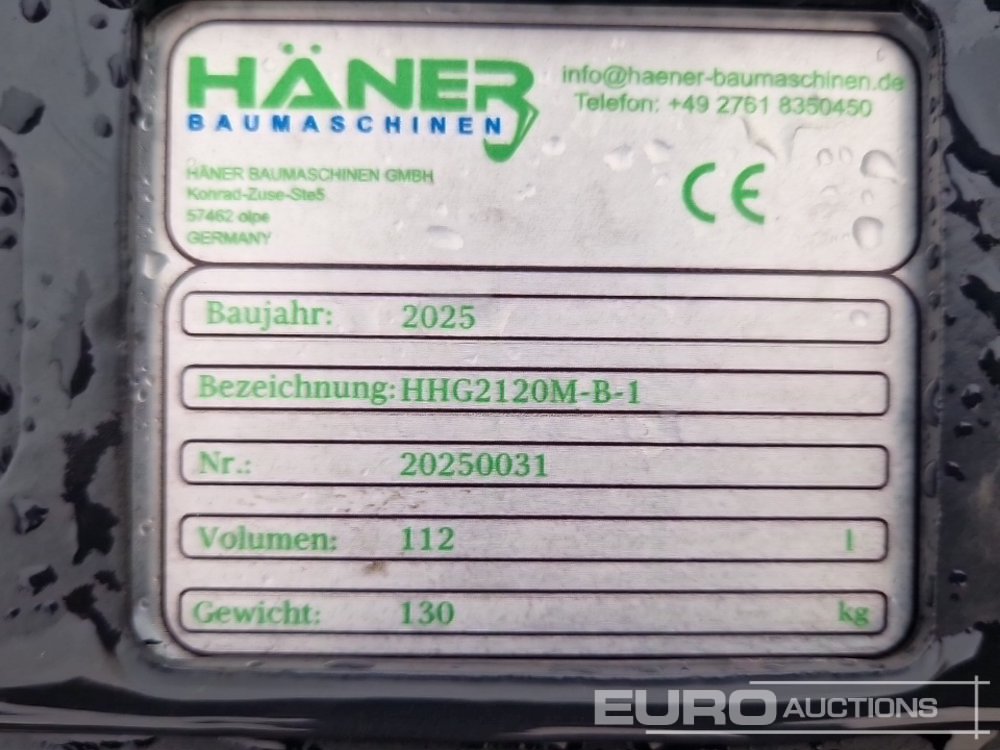 HÄNER
BAUMASCHINEN
info@haener-baumaschinen.de
Telefon: +49 2761 8350450
HÄNER BAUMASCHINEN GMBH
Konrad-Zuse-Ste5
57462 olpe
GERMANY
CE
Baujahr: 2025
Bezeichnung: HHG2120M-B-1
Nr.: 20250031
Volumen: 112 l
Gewicht: 130 kg
EURO AUCTIONS